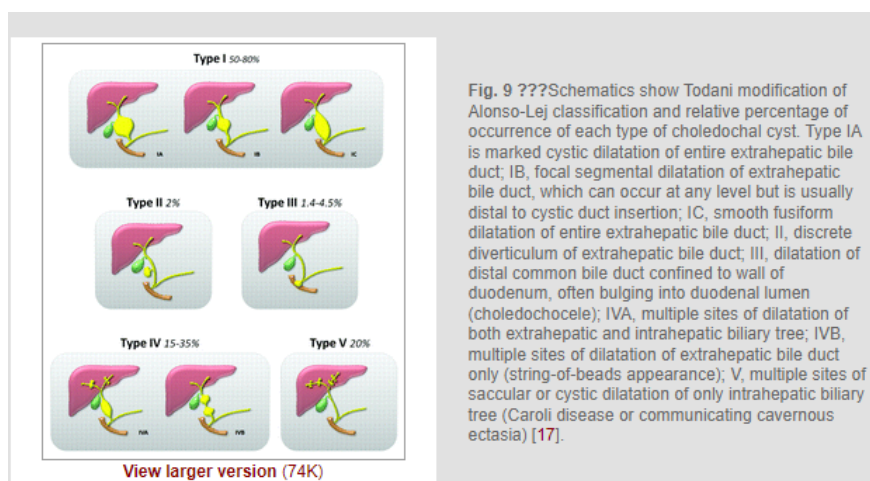 Type I 50-80%
IA
IB
IC
Type II 2%
Type III 1.4-4.5%
Type IV 15-35%
Type V 20%
IVA
IVB
View larger version (74K)
Fig. 9 ???Schematics show Todani modification of
Alonso-Lej classification and relative percentage of
occurrence of each type of choledochal cyst. Type IA
is marked cystic dilatation of entire extrahepatic bile
duct; IB, focal segmental dilatation of extrahepatic
bile duct, which can occur at any level but is usually
distal to cystic duct insertion; IC, smooth fusiform
dilatation of entire extrahepatic bile duct; II, discrete
diverticulum of extrahepatic bile duct; III, dilatation of
distal common bile duct confined to wall of
duodenum, often bulging into duodenal lumen
(choledochocele); IVA, multiple sites of dilatation of
both extrahepatic and intrahepatic biliary tree; IVB,
multiple sites of dilatation of extrahepatic bile duct
only (string-of-beads appearance); V, multiple sites of
saccular or cystic dilatation of only intrahepatic biliary
tree (Caroli disease or communicating cavernous
ectasia) [17].